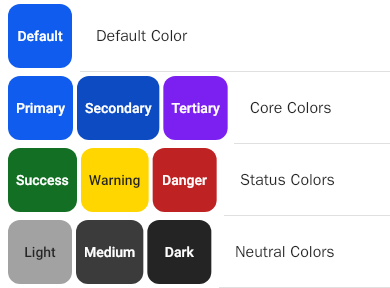 Default Default Color
Primary Secondary Tertiary Core Colors
Success Warning Danger Status Colors
Light Medium Dark Neutral Colors